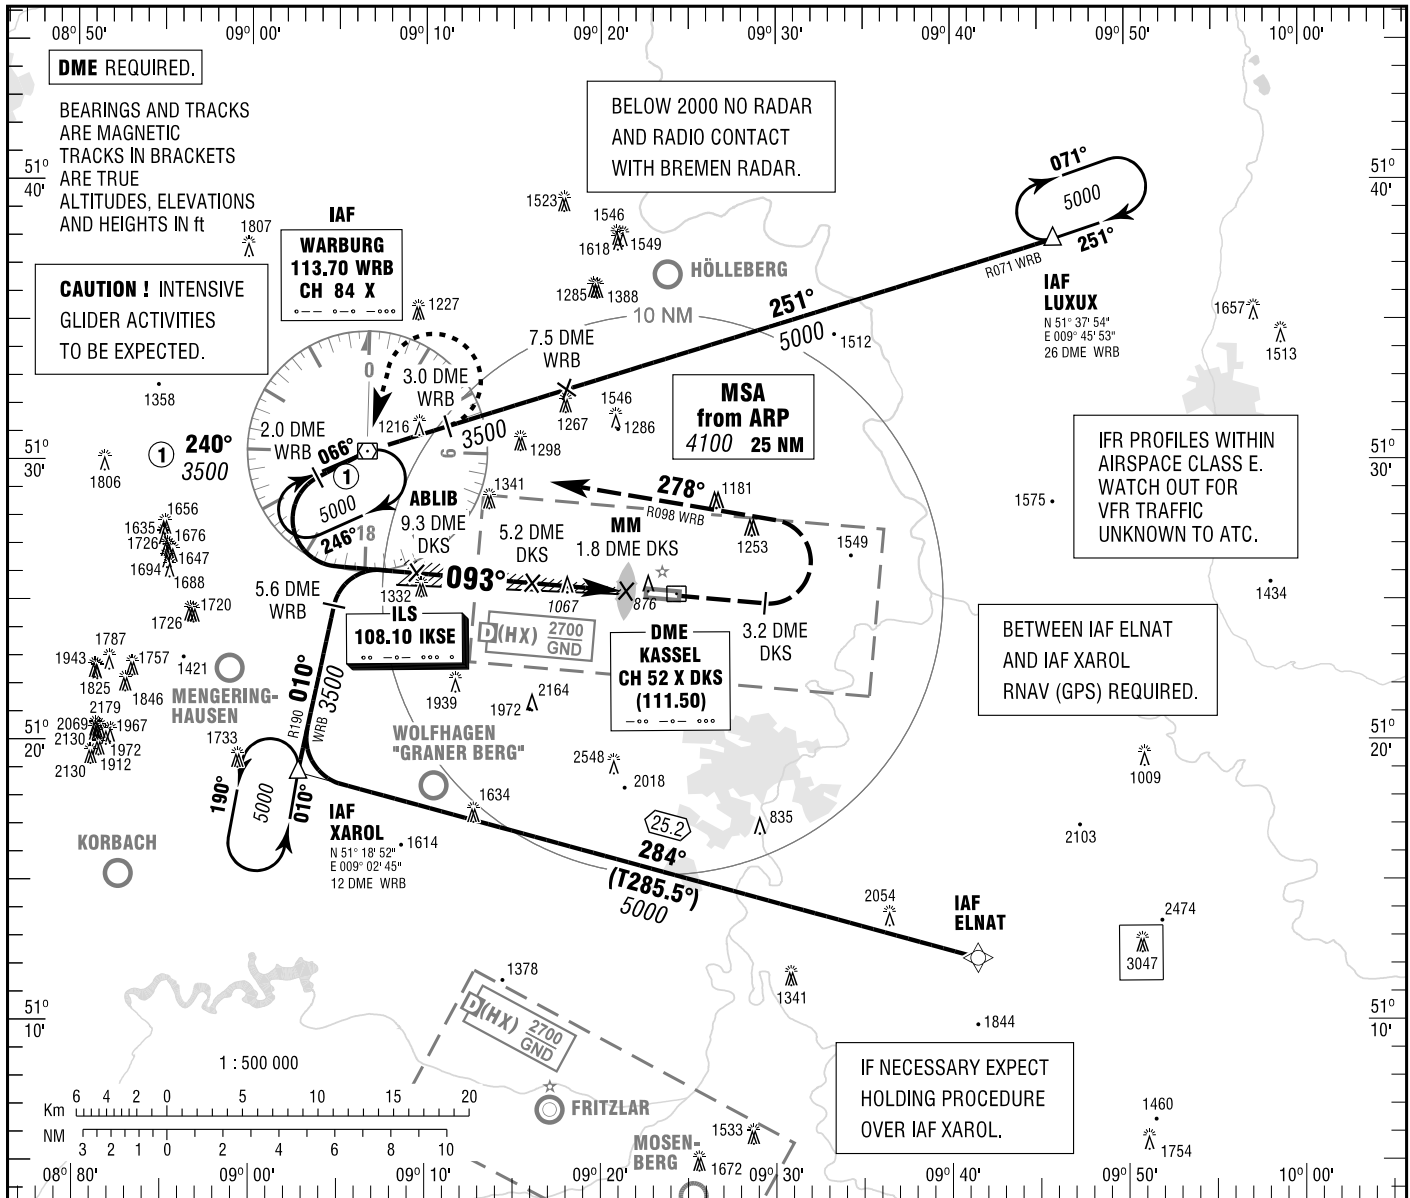 08° 50'
09° 00'
09° 10'
09° 20'
09° 30'
09° 40'
09° 50'
10° 00'
DME REQUIRED.
BEARINGS AND TRACKS
ARE MAGNETIC
TRACKS IN BRACKETS
ARE TRUE
ALTITUDES, ELEVATIONS
AND HEIGHTS IN ft
BELOW 2000 NO RADAR
AND RADIO CONTACT
WITH BREMEN RADAR.
51°
40'
51°
40'
071°
5000
251°
R071 WRB
IAF
LUXUX
N 51° 37' 54"
E 009° 45' 53"
26 DME WRB
1807
IAF
WARBURG
113.70 WRB
CH 84 X
1523
1546
1618
1549
HÖLLEBERG
1285
1388
10 NM
251°
5000
1512
1657
1513
CAUTION ! INTENSIVE
GLIDER ACTIVITIES
TO BE EXPECTED.
1227
7.5 DME
WRB
3.0 DME
WRB
0
1358
1216
3500
1267
1546
1286
1298
9
MSA
from ARP
4100 25 NM
IFR PROFILES WITHIN
AIRSPACE CLASS E.
WATCH OUT FOR
VFR TRAFFIC
UNKNOWN TO ATC.
51°
30'
51°
30'
1 240°
3500
2.0 DME
WRB
066°
1
5000
246°
18
1806
1656
1635
1676
1726
1647
1694
1688
1720
1726
ABLIB
9.3 DME
DKS
1341
5.2 DME
DKS
MM
1.8 DME DKS
278°
R098 WRB
1181
1253
1549
1575
1434
5.6 DME
WRB
1332
093°
1067
876
3.2 DME
DKS
ILS
108.10 IKSE
D(HX) 2700
GND
DME
KASSEL
CH 52 X DKS
(111.50)
BETWEEN IAF ELNAT
AND IAF XAROL
RNAV (GPS) REQUIRED.
1787
1943
1757
1825
1846
1421
MENGERING-
HAUSEN
010°
3500
R190
WRB
1939
2164
1972
2179
2069
1967
2130
1972
1912
2130
1733
51°
20'
51°
20'
WOLFHAGEN
"GRANER BERG"
2548
2018
1009
190°
5000
010°
IAF
XAROL
N 51° 18' 52"
E 009° 02' 45"
12 DME WRB
1634
1614
25.2
835
2103
KORBACH
284°
(T285.5°)
5000
2054
IAF
ELNAT
2474
3047
1378
1341
D(HX) 2700
GND
51°
10'
51°
10'
1844
1 : 500 000
Km 6 4 2 0 5 10 15 20
NM
3 2 1 0 2 4 6 8 10
FRITZLAR
IF NECESSARY EXPECT
HOLDING PROCEDURE
OVER IAF XAROL.
1533
MOSEN-
BERG
1672
1460
1754
08° 50'
09° 00'
09° 10'
09° 20'
09° 30'
09° 40'
09° 50'
10° 00'